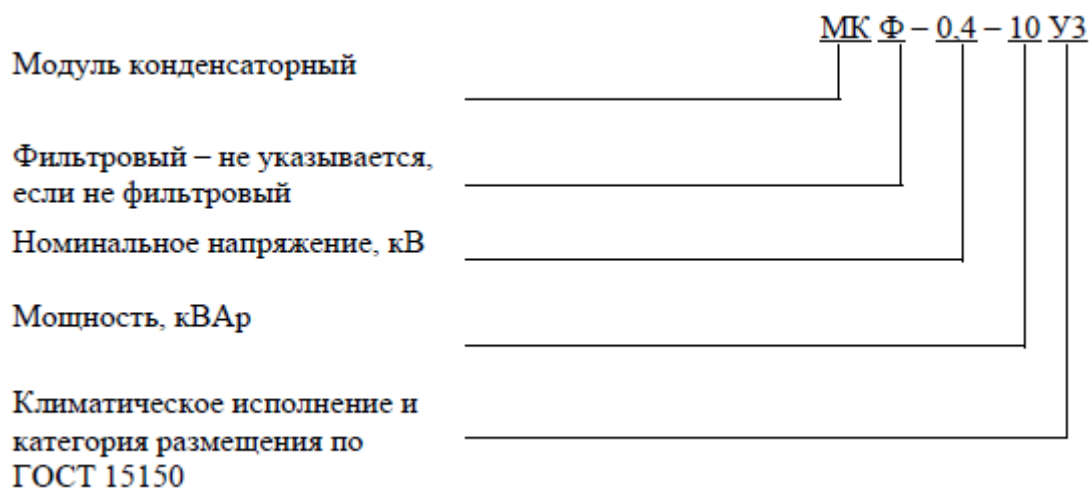 МК Ф – 0,4 – 10 У3
Модуль конденсаторный
Фильтровый – не указывается,
если не фильтровый
Номинальное напряжение, кВ
Мощность, кВАр
Климатическое исполнение и
категория размещения по
ГОСТ 15150